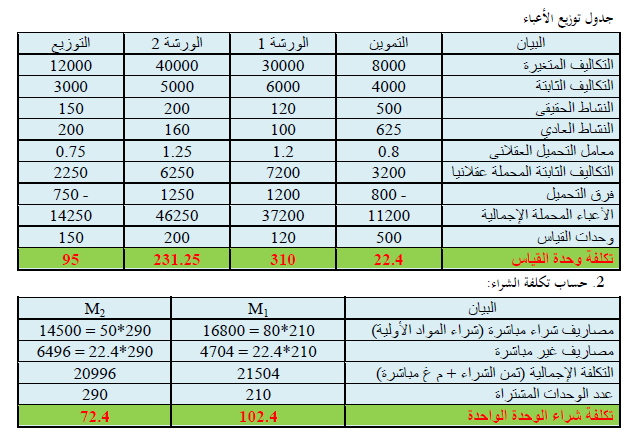 جدول توزيع الأعباء
البيان التموين الورشة 1 الورشة 2 التوزيع
التكاليف المتغيرة 8000 30000 40000 12000
التكاليف الثابتة 4000 6000 5000 3000
النشاط الحقيقي 500 120 200 150
النشاط العادي 625 100 160 200
معامل التحميل العقلاني 0.8 1.2 1.25 0.75
التكاليف الثابتة المحملة عقلانيا 3200 7200 6250 2250
فرق التحميل 800 - 1200 1250 750 -
الأعباء المحملة الإجمالية 11200 37200 46250 14250
وحدات القياس 500 120 200 150
تكلفة وحدة القياس 22.4 310 231.25 95
2. حساب تكلفة الشراء:
البيان M1 M2
مصاريف شراء مباشرة (شراء المواد الأولية) 210*80 = 16800 290*50 = 14500
مصاريف غير مباشرة 210*22.4 = 4704 290*22.4 = 6496
التكلفة الإجمالية (ثمن الشراء + م غ مباشرة) 21504 20996
عدد الوحدات المشتراة 210 290
تكلفة شراء الوحدة الواحدة 102.4 72.4